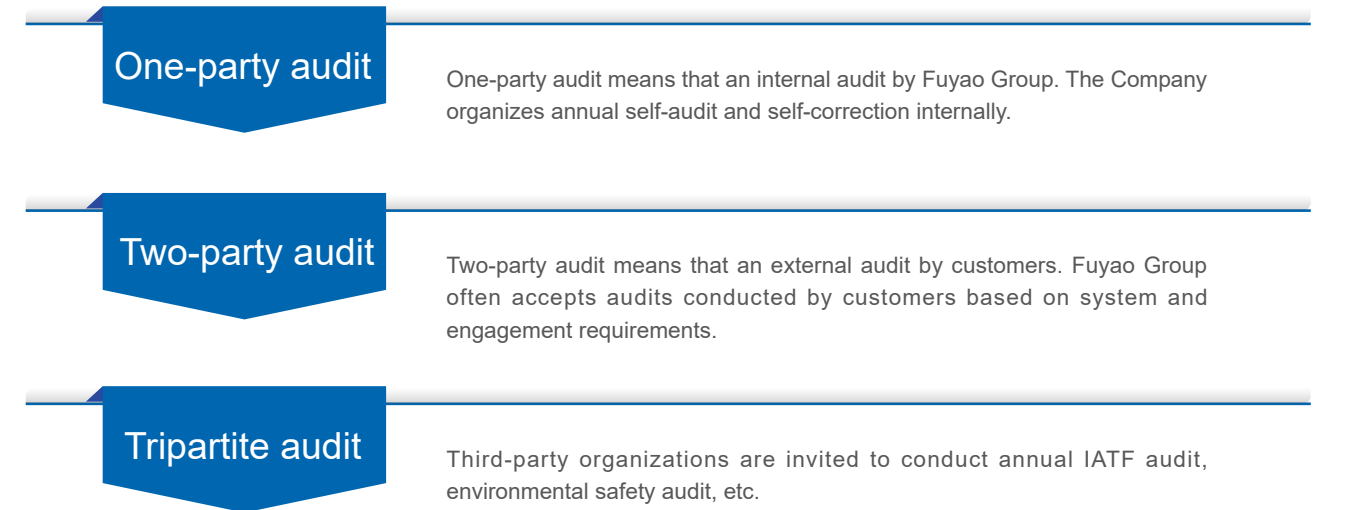 One-party audit
One-party audit means that an internal audit by Fuyao Group. The Company
organizes annual self-audit and self-correction internally.
Two-party audit
Two-party audit means that an external audit by customers. Fuyao Group
often accepts audits conducted by customers based on system and
engagement requirements.
Tripartite audit
Third-party organizations are invited to conduct annual IATF audit,
environmental safety audit, etc.